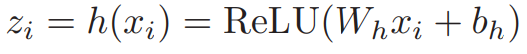 z_i = h(x_i) = ReLU(W_h x_i + b_h)